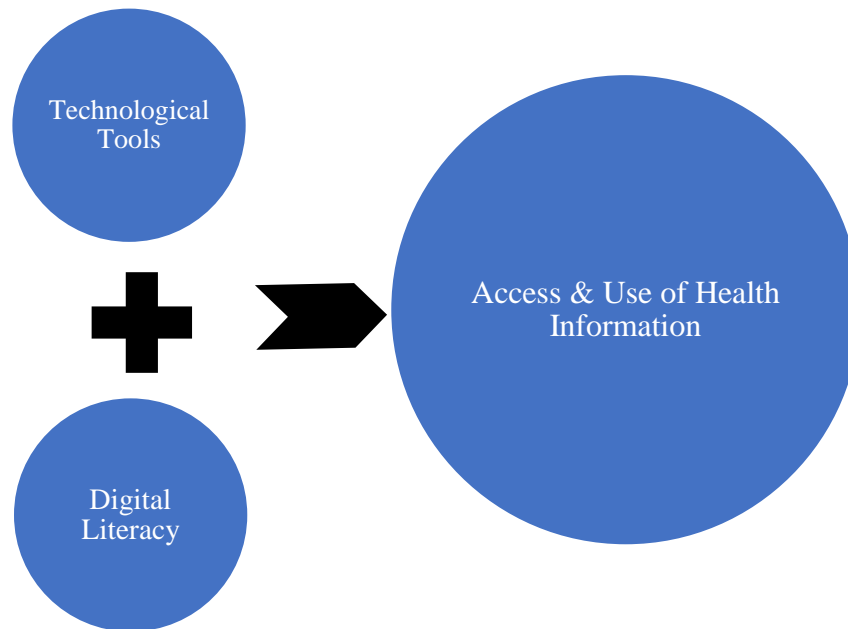 Technological
Tools
Access & Use of Health
Information
Digital
Literacy